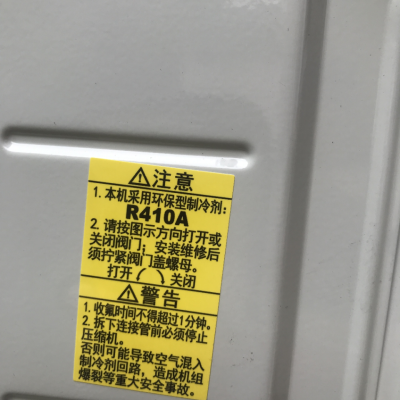 ⚠注意
1.本机采用环保型制冷剂:
R410A
2.请按图示方向打开或
关闭阀门;安装维修后
须拧紧阀门盖螺母。
打开 关闭
⚠警告
1.收氟时间不得超过1分钟。
2.拆下连接管前必须停止
压缩机。
否则可能导致空气混入
制冷剂回路,造成机组
爆裂等重大安全事故。